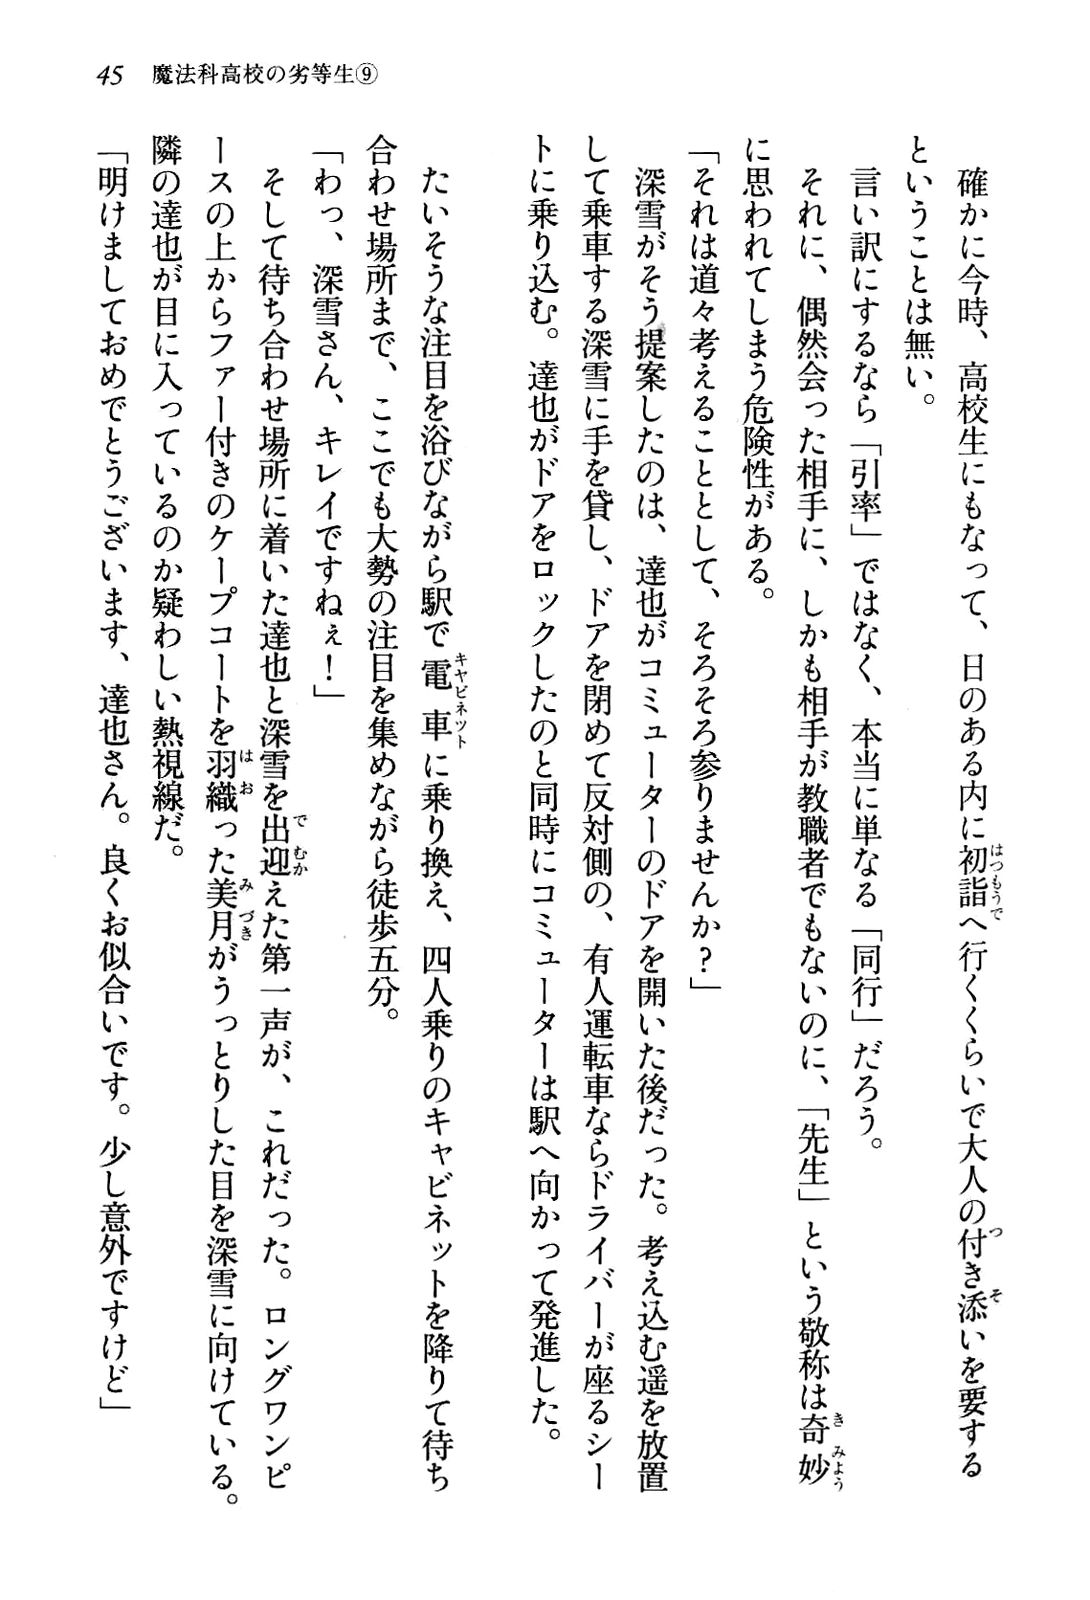 45　魔法科高校の劣等生⑨
　確かに今時、高校生にもなって、日のある内に初詣へ行くくらいで大人の付き添いを要する
ということは無い。
　言い訳にするなら「引率」ではなく、本当に単なる「同行」だろう。
　それに、偶然会った相手に、しかも相手が教職者でもないのに、「先生」という敬称は奇妙
に思われてしまう危険性がある。
「それは道々考えることとして、そろそろ参りませんか？」
　深雪がそう提案したのは、達也がコミューターのドアを開いた後だった。考え込む遥を放置
して乗車する深雪に手を貸し、ドアを閉めて反対側の、有人運転車ならドライバーが座るシー
トに乗り込む。達也がドアをロックしたのと同時にコミューターは駅へ向かって発進した。

　たいそうな注目を浴びながら駅で電車に乗り換え、四人乗りのキャビネットを降りて待ち
合わせ場所まで、ここでも大勢の注目を集めながら徒歩五分。
「わっ、深雪さん、キレイですねぇ！」
　そして待ち合わせ場所に着いた達也と深雪を出迎えた第一声が、これだった。ロングワンピ
ースの上からファー付きのケープコートを羽織った美月がうっとりした目を深雪に向けている。
隣の達也が目に入っているのか疑わしい熱視線だ。
「明けましておめでとうございます、達也さん。良くお似合いです。少し意外ですけど」